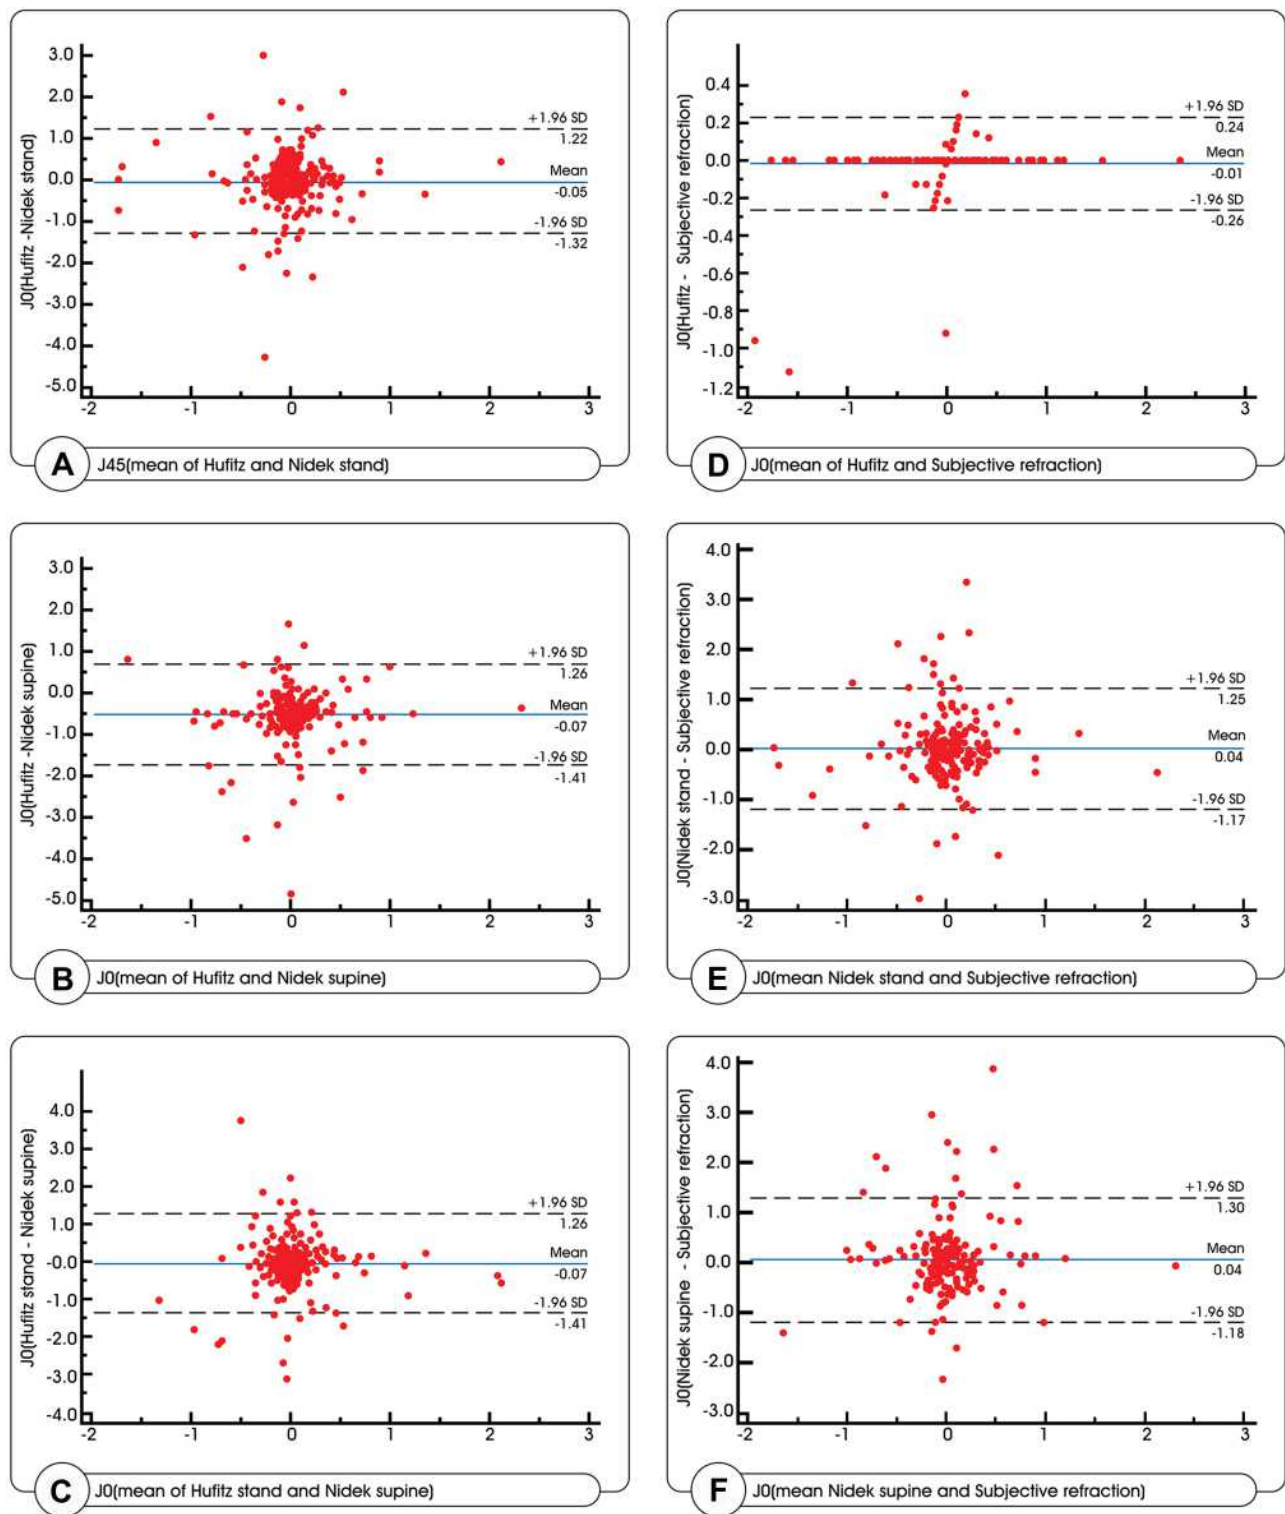 J0(Hufitz -Nidek stand)
3.0
2.0
1.0
0.0
-1.0
-2.0
-3.0
-4.0
-5.0
+1.96 SD
1.22
Mean
-0.05
-1.96 SD
-1.32
-2 -1 0 1 2 3
A J45(mean of Hufitz and Nidek stand)
J0(Hufitz - Subjective refraction)
0.4
0.2
0.0
-0.2
-0.4
-0.6
-0.8
-1.0
-1.2
+1.96 SD
0.24
Mean
-0.01
-1.96 SD
-0.26
-2 -1 0 1 2 3
D J0(mean of Hufitz and Subjective refraction)
J0(Hufitz -Nidek supine)
3.0
2.0
1.0
0.0
-1.0
-2.0
-3.0
-4.0
-5.0
+1.96 SD
1.26
Mean
-0.07
-1.96 SD
-1.41
-2 -1 0 1 2 3
B J0(mean of Hufitz and Nidek supine)
J0(Nidek stand - Subjective refraction)
4.0
3.0
2.0
1.0
0.0
-1.0
-2.0
-3.0
+1.96 SD
1.25
Mean
0.04
-1.96 SD
-1.17
-2 -1 0 1 2 3
E J0(mean Nidek stand and Subjective refraction)
J0(Hufitz stand - Nidek supine)
4.0
3.0
2.0
1.0
-0.0
-1.0
-2.0
-3.0
-4.0
+1.96 SD
1.26
Mean
-0.07
-1.96 SD
-1.41
-2 -1 0 1 2 3
C J0(mean of Hufitz stand and Nidek supine)
J0(Nidek supine - Subjective refraction)
4.0
3.0
2.0
1.0
0.0
-1.0
-2.0
-3.0
+1.96 SD
1.30
Mean
0.04
-1.96 SD
-1.18
-2 -1 0 1 2 3
F J0(mean Nidek supine and Subjective refraction)